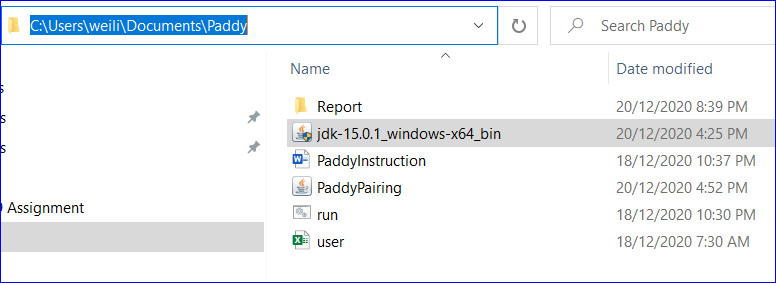 C:\Users\weili\Documents\Paddy
Search Paddy
Name Date modified
Report 20/12/2020 8:39 PM
jdk-15.0.1_windows-x64_bin 20/12/2020 4:25 PM
PaddyInstruction 18/12/2020 10:37 PM
PaddyPairing 20/12/2020 4:52 PM
run 18/12/2020 10:30 PM
user 18/12/2020 7:30 AM
Assignment